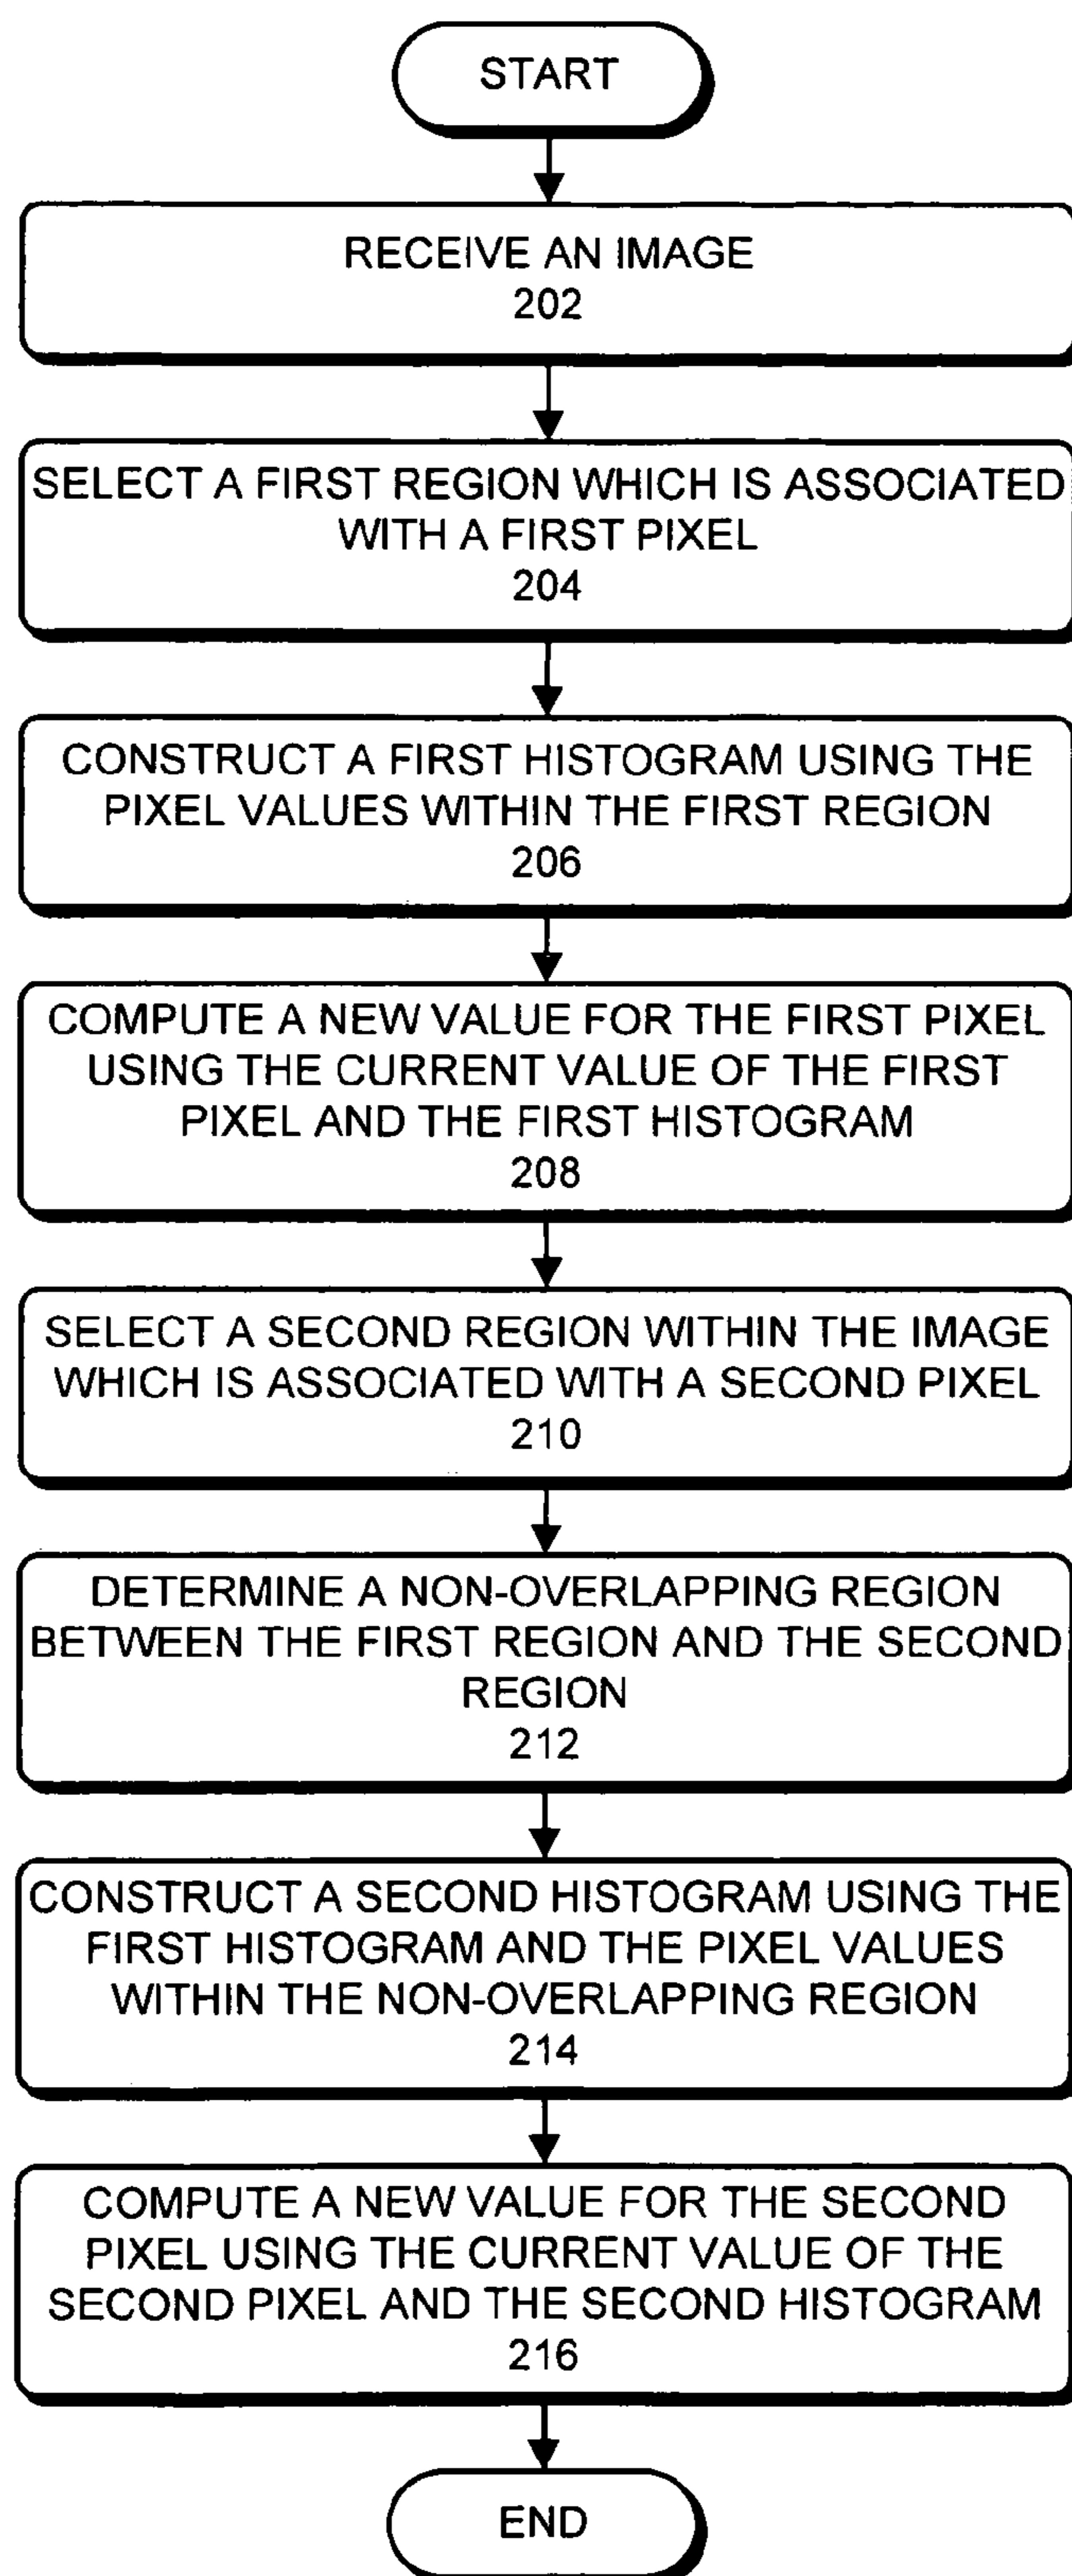 START
RECEIVE AN IMAGE
202
SELECT A FIRST REGION WHICH IS ASSOCIATED
WITH A FIRST PIXEL
204
CONSTRUCT A FIRST HISTOGRAM USING THE
PIXEL VALUES WITHIN THE FIRST REGION
206
COMPUTE A NEW VALUE FOR THE FIRST PIXEL
USING THE CURRENT VALUE OF THE FIRST
PIXEL AND THE FIRST HISTOGRAM
208
SELECT A SECOND REGION WITHIN THE IMAGE
WHICH IS ASSOCIATED WITH A SECOND PIXEL
210
DETERMINE A NON-OVERLAPPING REGION
BETWEEN THE FIRST REGION AND THE SECOND
REGION
212
CONSTRUCT A SECOND HISTOGRAM USING THE
FIRST HISTOGRAM AND THE PIXEL VALUES
WITHIN THE NON-OVERLAPPING REGION
214
COMPUTE A NEW VALUE FOR THE SECOND
PIXEL USING THE CURRENT VALUE OF THE
SECOND PIXEL AND THE SECOND HISTOGRAM
216
END